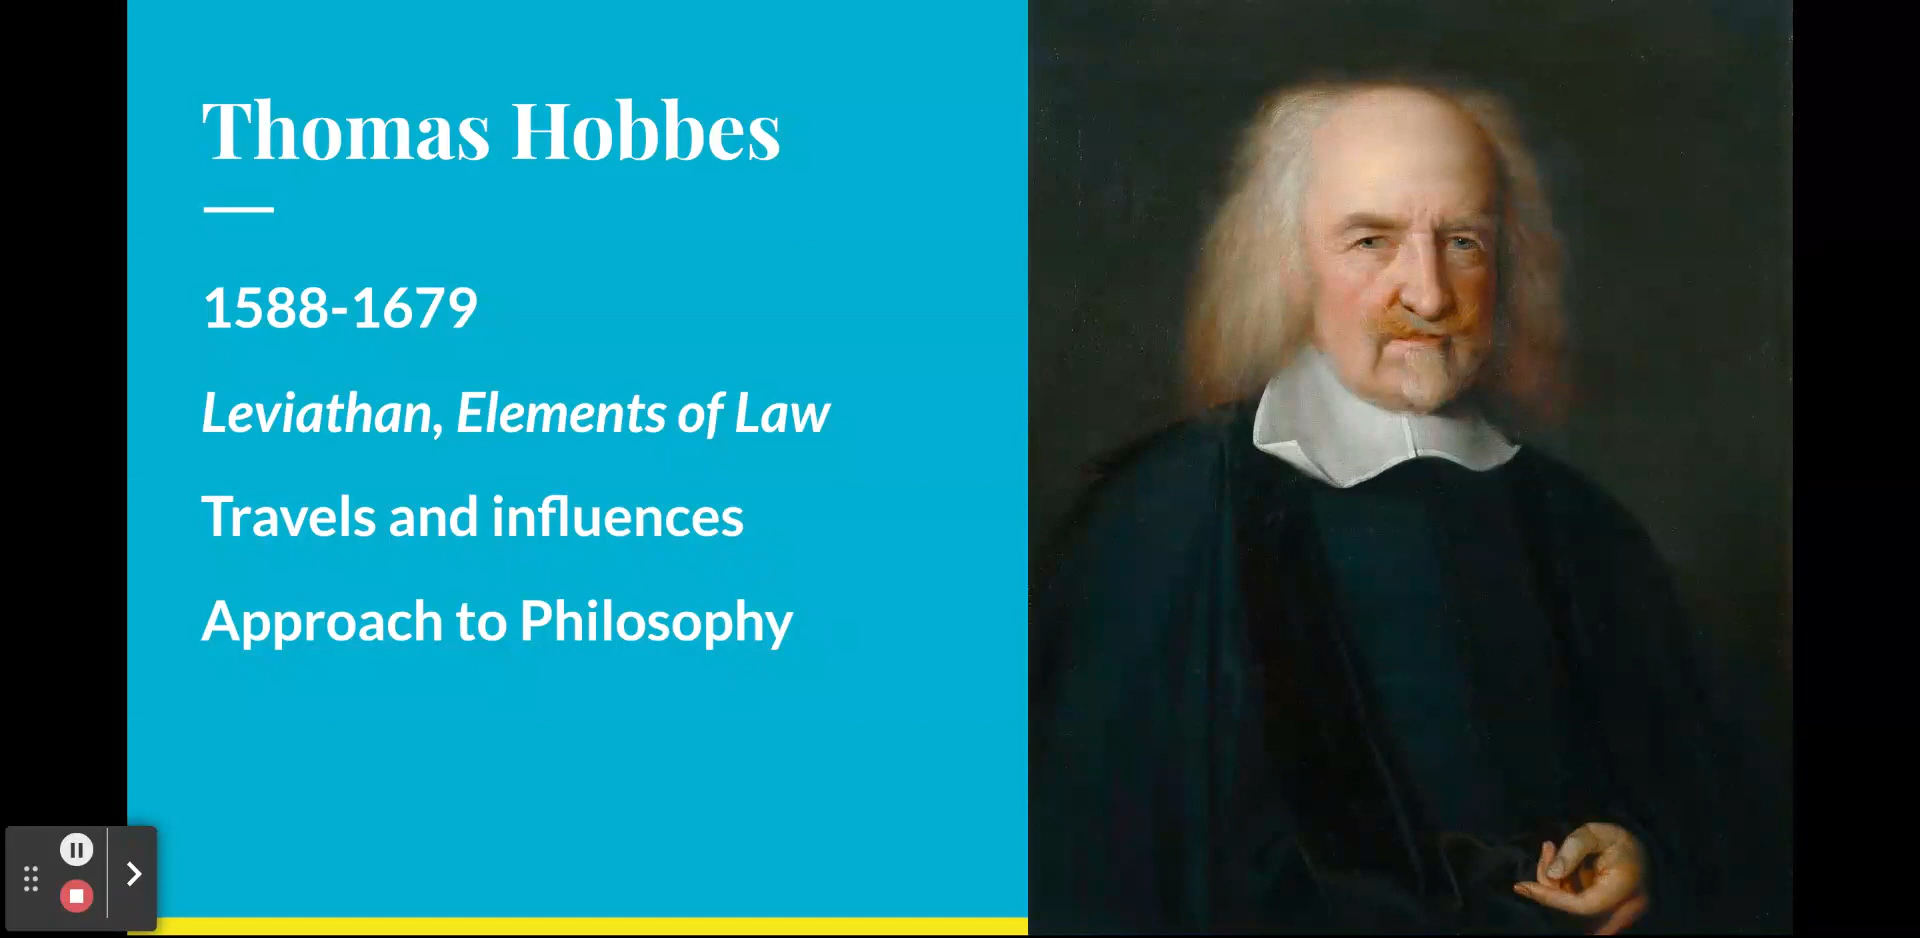 Thomas Hobbes
1588-1679
Leviathan, Elements of Law
Travels and influences
Approach to Philosophy